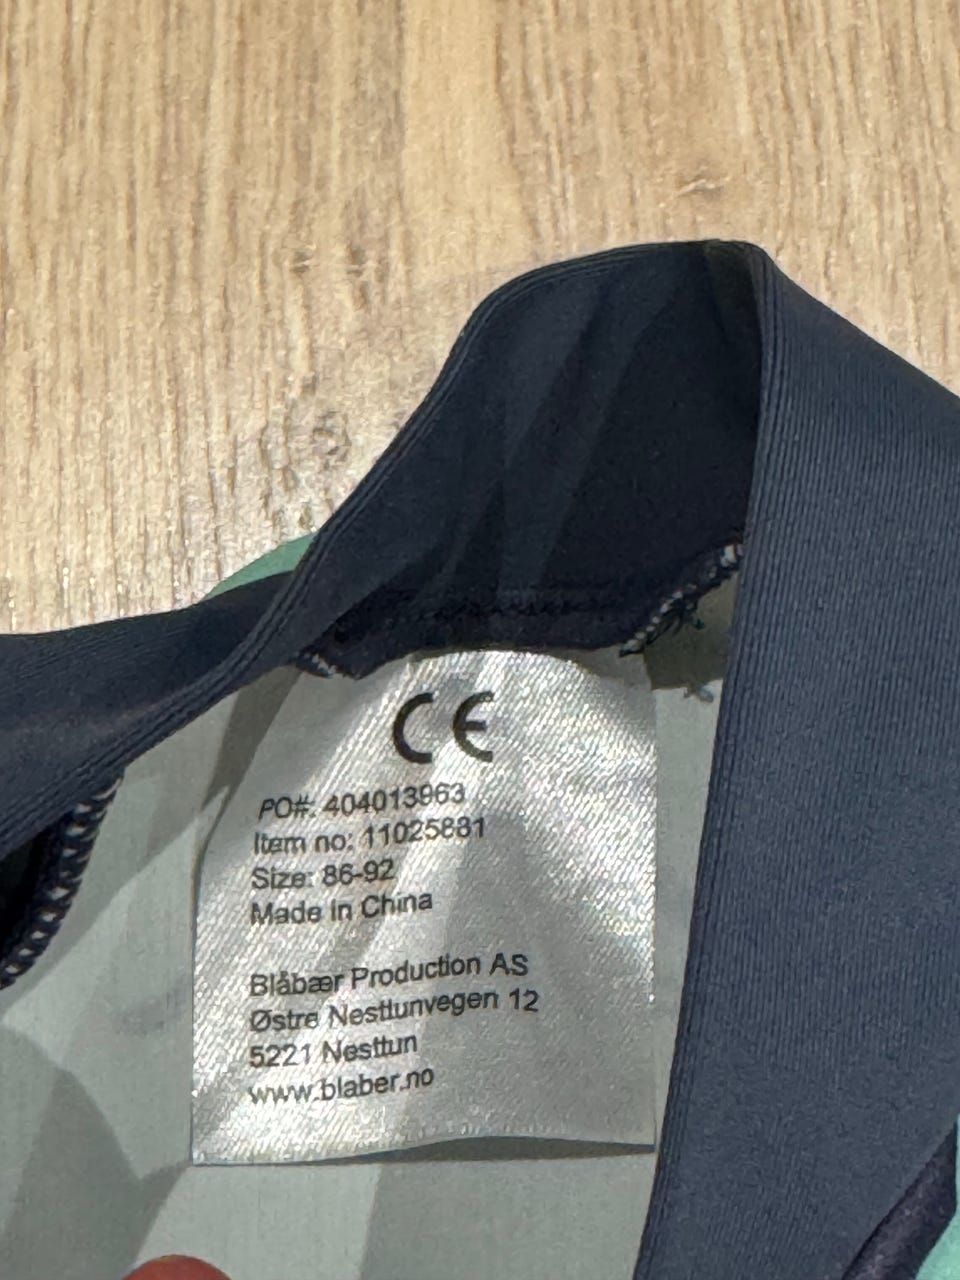 CE
PO#: 404013963
Item no: 11025881
Size: 86-92
Made in China
Blåbær Production AS
Østre Nesttunvegen 12
5221 Nesttun
www.blaber.no